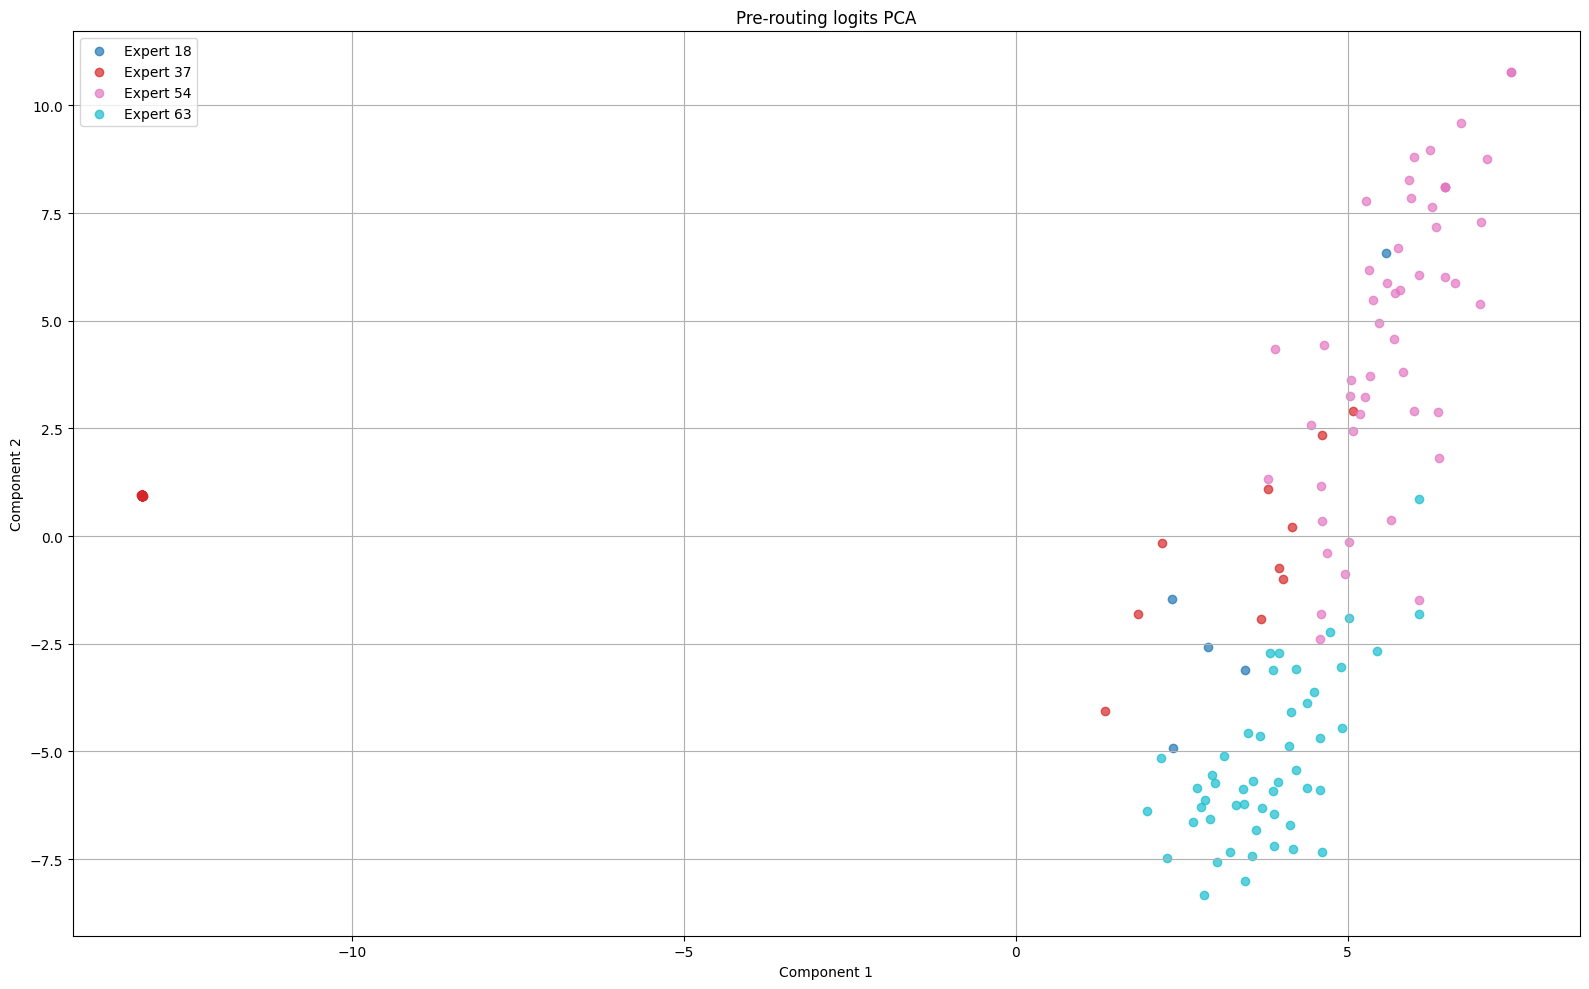 Pre-routing logits PCA
Expert 18
Expert 37
Expert 54
Expert 63
10.0
7.5
5.0
2.5
0.0
−2.5
−5.0
−7.5
Component 2
−10
−5
0
5
Component 1